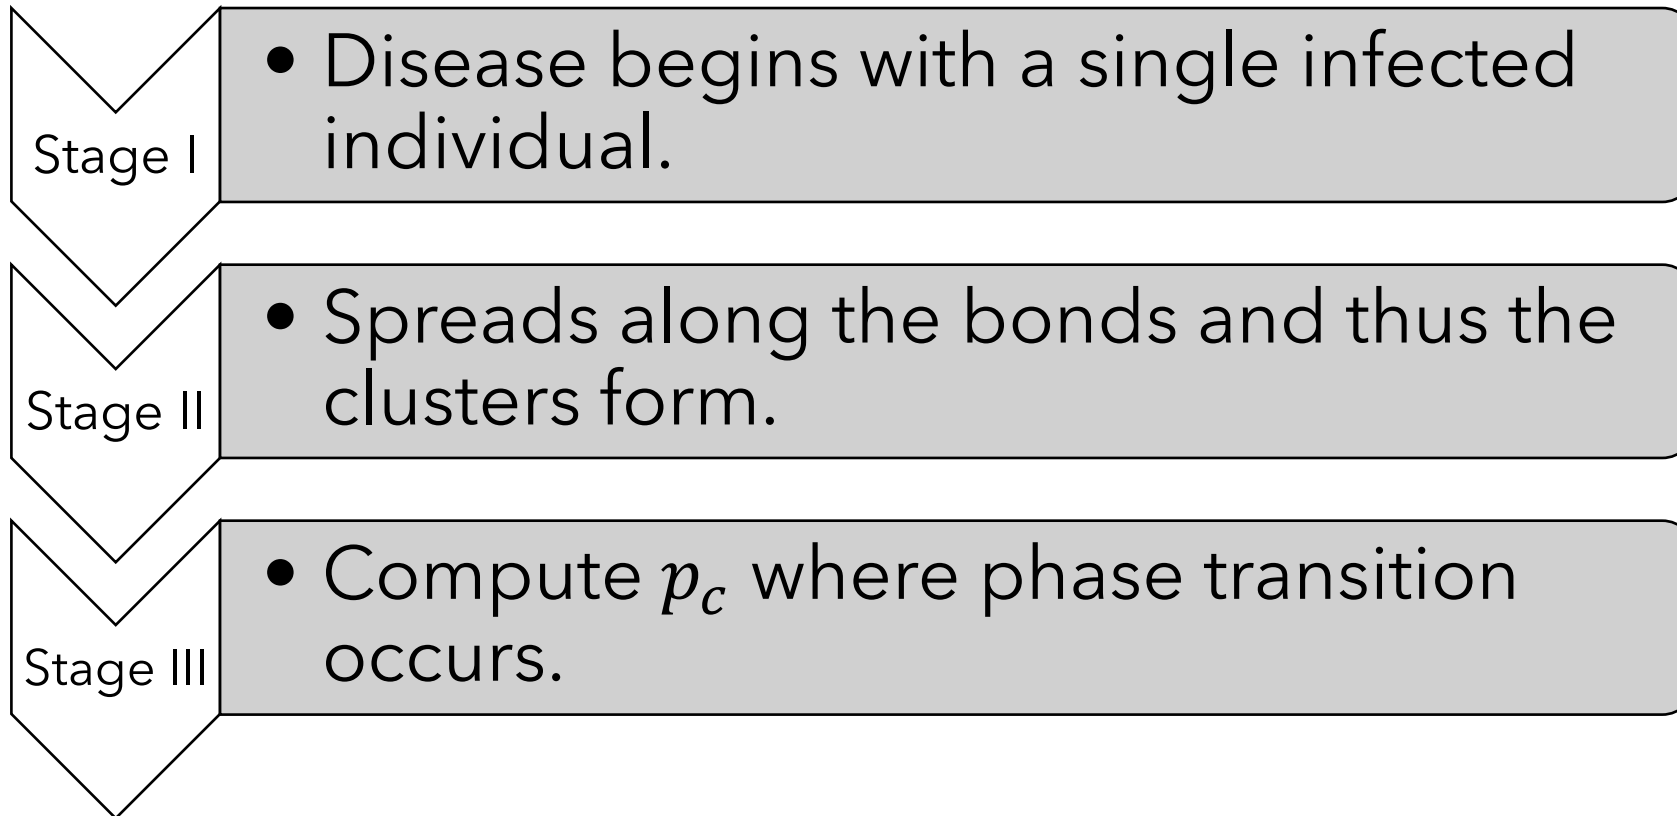 Stage I
• Disease begins with a single infected
individual.
Stage II
• Spreads along the bonds and thus the
clusters form.
Stage III
• Compute p_c where phase transition
occurs.